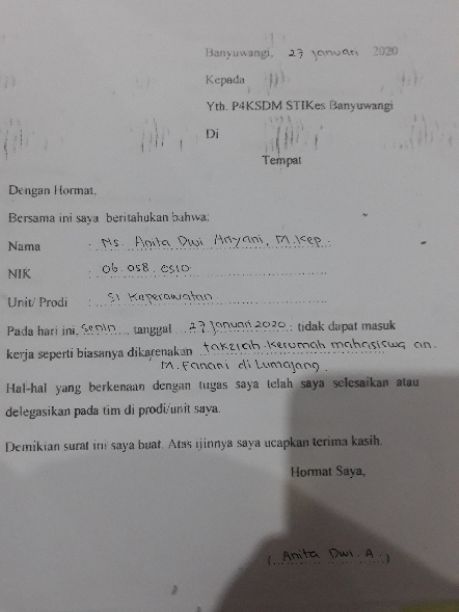 Banyuwangi, 27 januari 2020
Kepada
Yth. P4KSDM STIKes Banyuwangi
Di
Tempat
Dengan Hormat,
Bersama ini saya beritahukan bahwa:
Nama : Ns. Anita Dwi Ariyani, M.Kep.
NIK : 06.058.0510
Unit/ Prodi : S1 Keperawatan
Pada hari ini, Senin tanggal 27 Januari 2020 : tidak dapat masuk
kerja seperti biasanya dikarenakan takziah kerumah mahasiswa an.
M. Fanani di Lumajang.
Hal-hal yang berkenaan dengan tugas saya telah saya selesaikan atau
delegasikan pada tim di prodi/unit saya.
Demikian surat ini saya buat. Atas ijinnya saya ucapkan terima kasih.
Hormat Saya,
( Anita Dwi. A. )